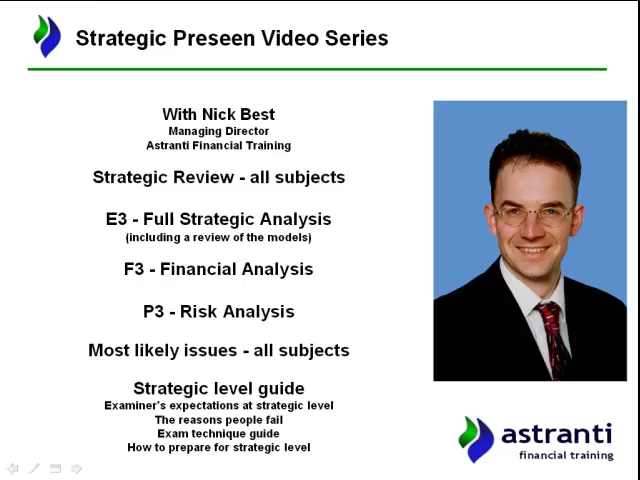 Strategic Preseen Video Series
With Nick Best
Managing Director
Astranti Financial Training
Strategic Review - all subjects
E3 - Full Strategic Analysis
(including a review of the models)
F3 - Financial Analysis
P3 - Risk Analysis
Most likely issues - all subjects
Strategic level guide
Examiner's expectations at strategic level
The reasons people fail
Exam technique guide
How to prepare for strategic level
astranti
financial training